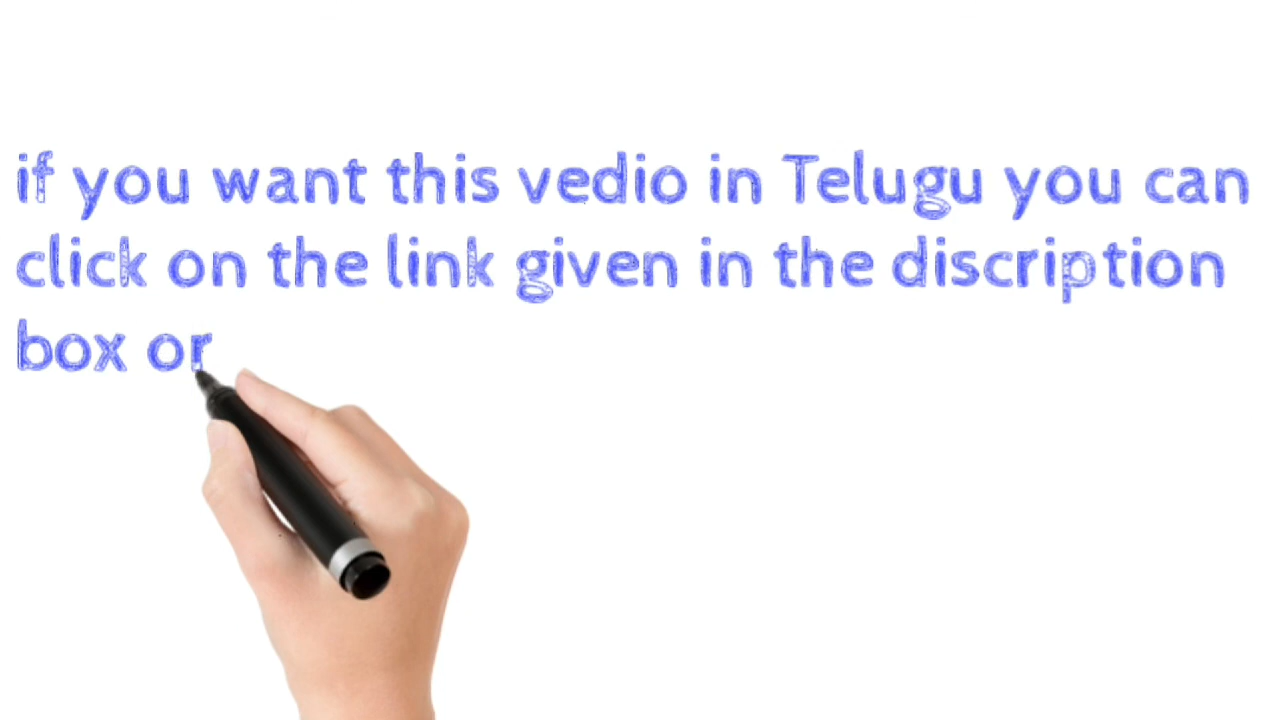 if you want this vedio in Telugu you can
click on the link given in the discription
box or